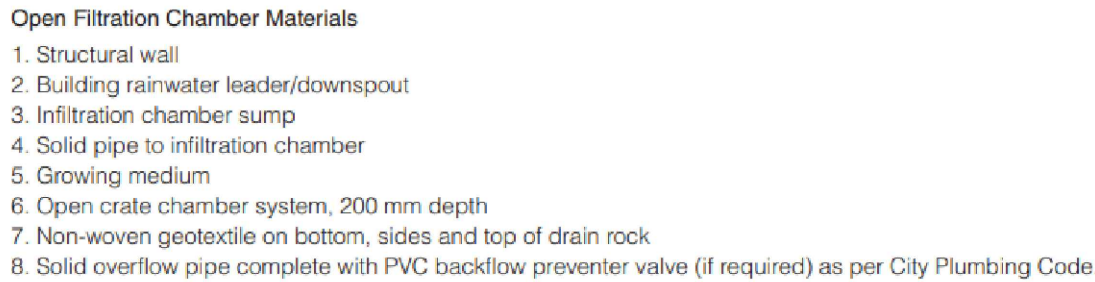 Open Filtration Chamber Materials
1. Structural wall
2. Building rainwater leader/downspout
3. Infiltration chamber sump
4. Solid pipe to infiltration chamber
5. Growing medium
6. Open crate chamber system, 200 mm depth
7. Non-woven geotextile on bottom, sides and top of drain rock
8. Solid overflow pipe complete with PVC backflow preventer valve (if required) as per City Plumbing Code